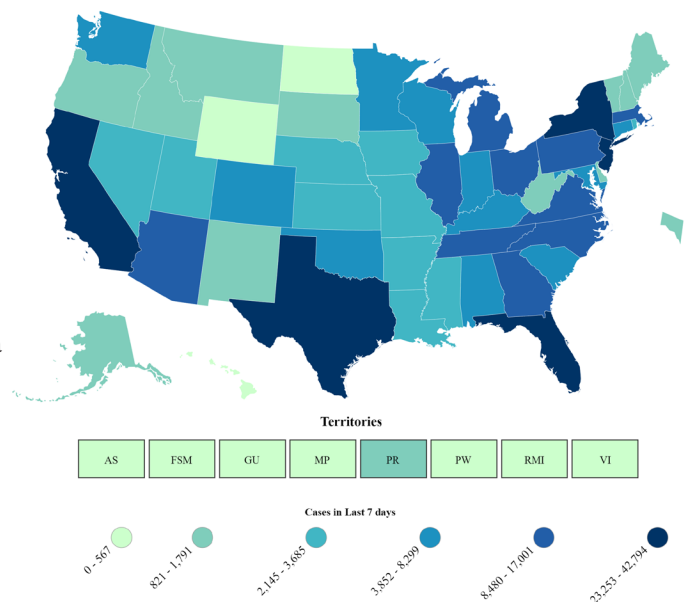 Territories
AS FSM GU MP PR PW RMI VI
Cases in Last 7 days
0 - 567
821 - 1,791
2,145 - 3,685
3,852 - 8,299
8,480 - 17,001
23,253 - 42,794